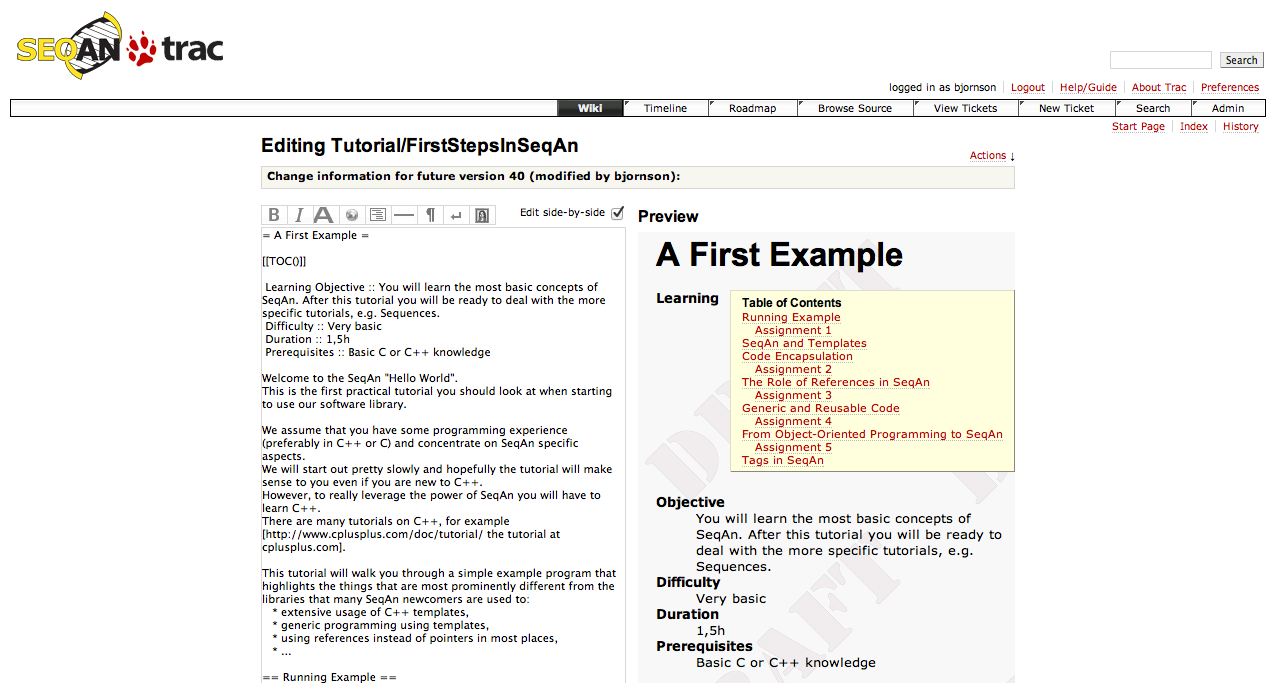 SEQAN trac
Search
logged in as bjornson Logout Help/Guide About Trac Preferences
Wiki Timeline Roadmap Browse Source View Tickets New Ticket Search Admin
Start Page Index History
Editing Tutorial/FirstStepsInSeqAn
Actions ↓
Change information for future version 40 (modified by bjornson):
B I A ¶ Edit side-by-side
= A First Example =
[[TOC()]]
Learning Objective :: You will learn the most basic concepts of
SeqAn. After this tutorial you will be ready to deal with the more
specific tutorials, e.g. Sequences.
Difficulty :: Very basic
Duration :: 1,5h
Prerequisites :: Basic C or C++ knowledge
Welcome to the SeqAn "Hello World".
This is the first practical tutorial you should look at when starting
to use our software library.
We assume that you have some programming experience
(preferably in C++ or C) and concentrate on SeqAn specific
aspects.
We will start out pretty slowly and hopefully the tutorial will make
sense to you even if you are new to C++.
However, to really leverage the power of SeqAn you will have to
learn C++.
There are many tutorials on C++, for example
[http://www.cplusplus.com/doc/tutorial/ the tutorial at
cplusplus.com].
This tutorial will walk you through a simple example program that
highlights the things that are most prominently different from the
libraries that many SeqAn newcomers are used to:
* extensive usage of C++ templates,
* generic programming using templates,
* using references instead of pointers in most places,
* ...
== Running Example ==
Preview
A First Example
Learning
Table of Contents
Running Example
Assignment 1
SeqAn and Templates
Code Encapsulation
Assignment 2
The Role of References in SeqAn
Assignment 3
Generic and Reusable Code
Assignment 4
From Object-Oriented Programming to SeqAn
Assignment 5
Tags in SeqAn
Objective
You will learn the most basic concepts of
SeqAn. After this tutorial you will be ready to
deal with the more specific tutorials, e.g.
Sequences.
Difficulty
Very basic
Duration
1,5h
Prerequisites
Basic C or C++ knowledge
DRAFT
DRAFT